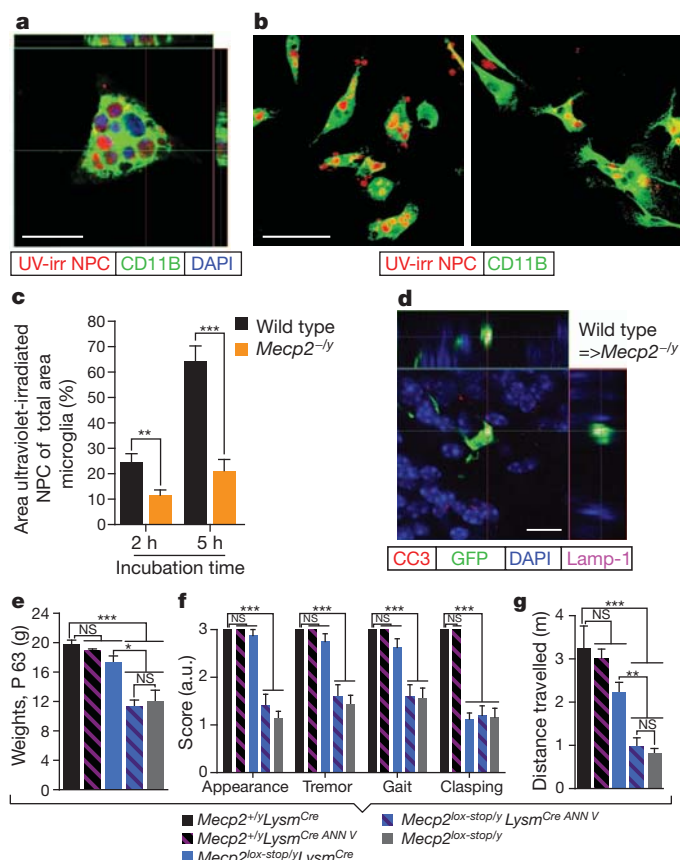 a
b
UV-irr NPC CD11B DAPI
UV-irr NPC CD11B
c
Area ultraviolet-irradiated
NPC of total area
microglia (%)
80
70
60
50
40
30
20
10
0
**
***
Wild type
Mecp2–/y
2 h
5 h
Incubation time
d
Wild type
=>Mecp2–/y
CC3 GFP DAPI Lamp-1
e
Weights, P 63 (g)
24
20
16
12
8
4
0
***
NS
*
NS
f
Score (a.u.)
3
2
1
0
***
NS
***
NS
***
NS
***
NS
Appearance
Tremor
Gait
Clasping
g
Distance travelled (m)
4
3
2
1
0
***
NS
**
NS
Mecp2+/yLysmCre
Mecp2+/yLysmCre ANN V
Mecp2lox-stop/yLysmCre
Mecp2lox-stop/y LysmCre ANN V
Mecp2lox-stop/y